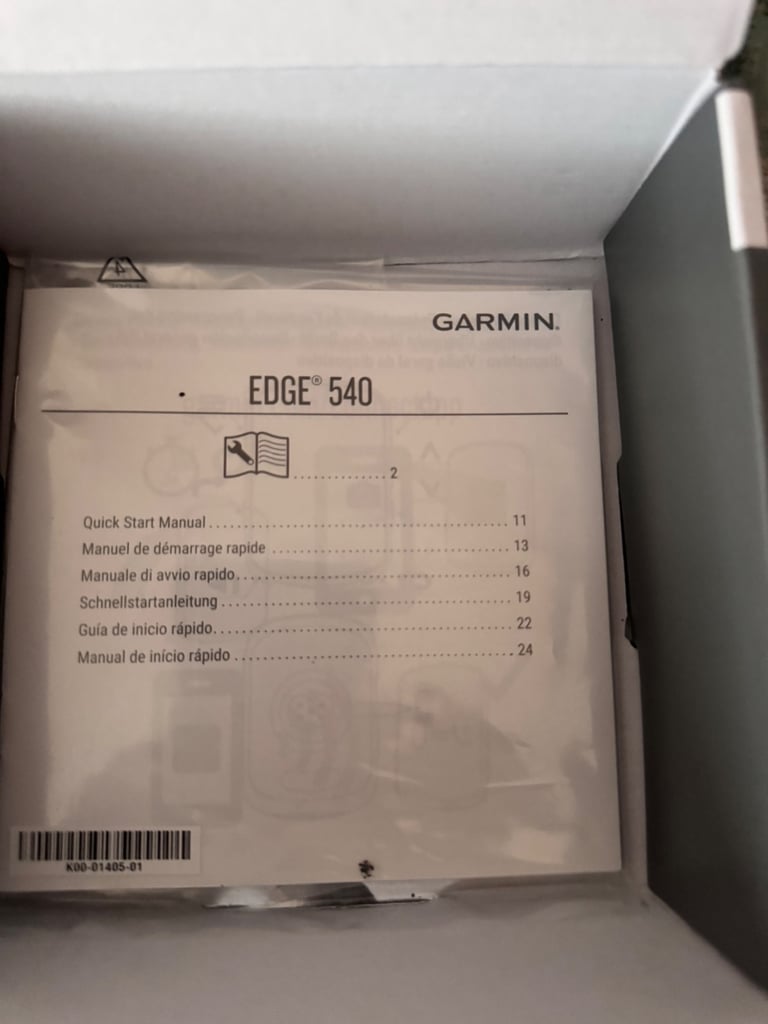 4
GARMIN®
EDGE® 540
.............. 2
Quick Start Manual .......................................... 11
Manuel de démarrage rapide ................................. 13
Manuale di avvio rapido..................................... 16
Schnellstartanleitung ....................................... 19
Guía de inicio rápido........................................ 22
Manual de início rápido ..................................... 24
K00-01405-01